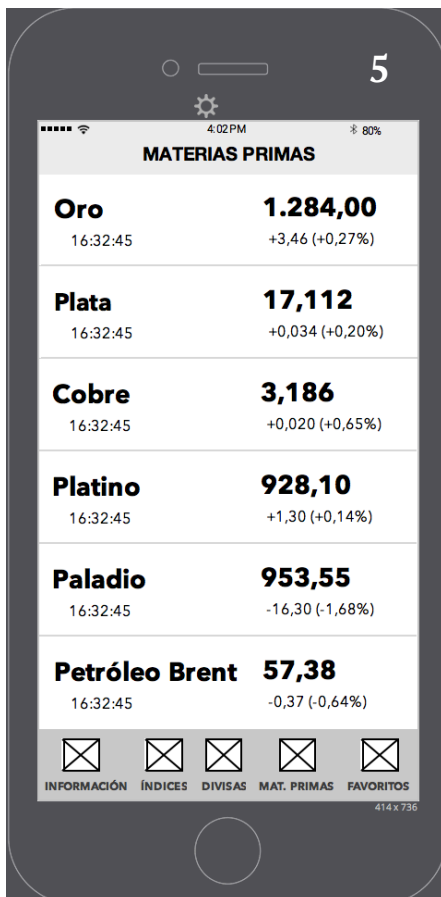 5
4:02 PM
80%
MATERIAS PRIMAS
Oro 1.284,00
16:32:45 +3,46 (+0,27%)
Plata 17,112
16:32:45 +0,034 (+0,20%)
Cobre 3,186
16:32:45 +0,020 (+0,65%)
Platino 928,10
16:32:45 +1,30 (+0,14%)
Paladio 953,55
16:32:45 -16,30 (-1,68%)
Petróleo Brent 57,38
16:32:45 -0,37 (-0,64%)
INFORMACIÓN ÍNDICES DIVISAS MAT. PRIMAS FAVORITOS
414 x 736